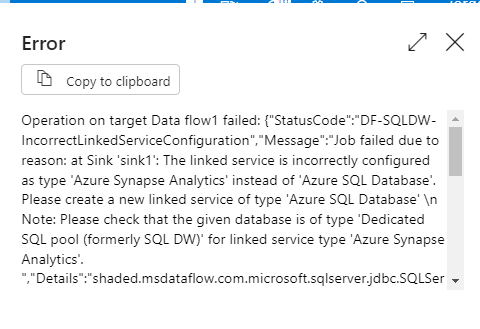 Error
Copy to clipboard
Operation on target Data flow1 failed: {"StatusCode":"DF-SQLDW-
IncorrectLinkedServiceConfiguration","Message":"Job failed due to
reason: at Sink 'sink1': The linked service is incorrectly configured
as type 'Azure Synapse Analytics' instead of 'Azure SQL Database'.
Please create a new linked service of type 'Azure SQL Database' \n
Note: Please check that the given database is of type 'Dedicated
SQL pool (formerly SQL DW)' for linked service type 'Azure Synapse
Analytics'.
","Details":"shaded.msdataflow.com.microsoft.sqlserver.jdbc.SQLSer